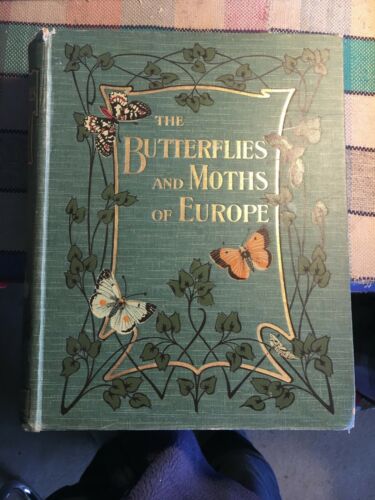 THE
BUTTERFLIES
AND MOTHS
OF EUROPE